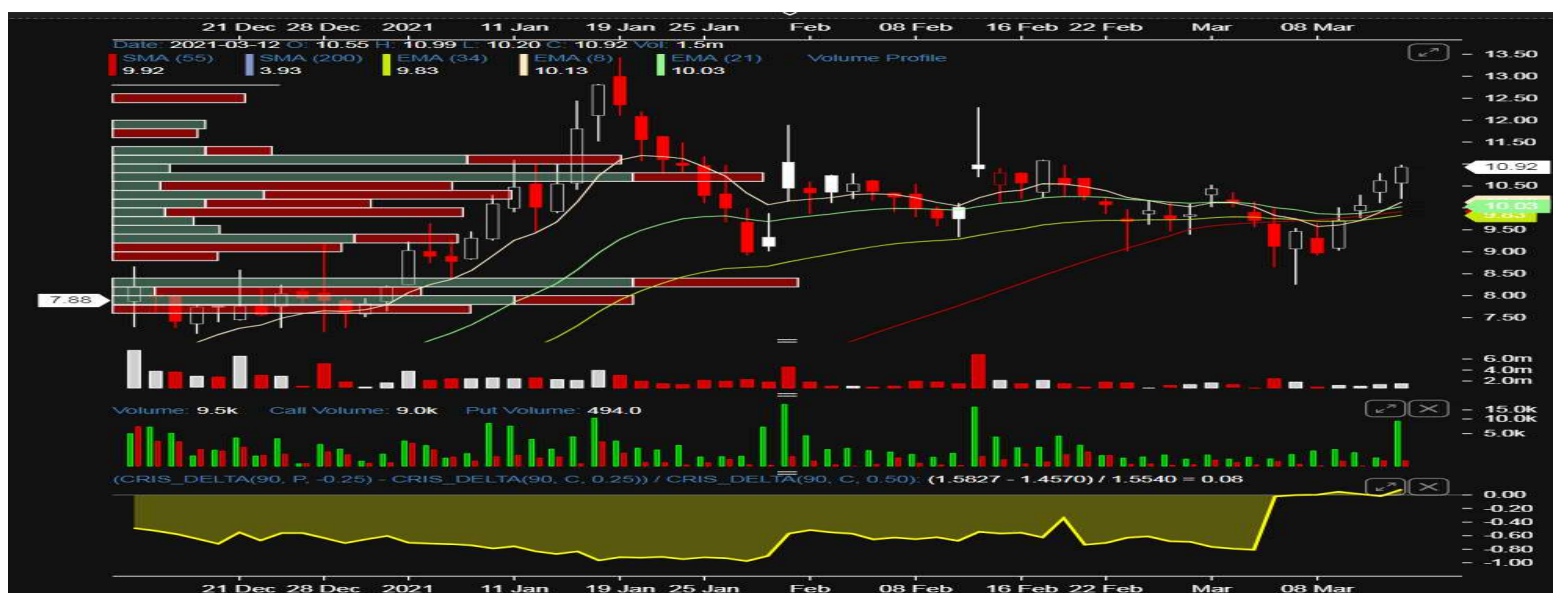 21 Dec 28 Dec 2021 11 Jan 19 Jan 25 Jan Feb 08 Feb 16 Feb 22 Feb Mar 08 Mar
Date: 2021-03-12 O: 10.55 H: 10.99 L: 10.20 C: 10.92 Vol: 1.5m
SMA (55) SMA (200) EMA (34) EMA (8) EMA (21) Volume Profile
9.92 3.93 9.83 10.13 10.03
13.50
13.00
12.50
12.00
11.50
10.92
10.50
10.03
9.83
9.50
9.00
8.50
8.00
7.88
7.50
6.0m
4.0m
2.0m
Volume: 9.5k Call Volume: 9.0k Put Volume: 494.0
15.0k
10.0k
5.0k
(CRIS_DELTA(90, P, -0.25) - CRIS_DELTA(90, C, 0.25)) / CRIS_DELTA(90, C, 0.50): (1.5827 - 1.4570) / 1.5540 = 0.08
0.00
-0.20
-0.40
-0.60
-0.80
-1.00
21 Dec 28 Dec 2021 11 Jan 19 Jan 25 Jan Feb 08 Feb 16 Feb 22 Feb Mar 08 Mar